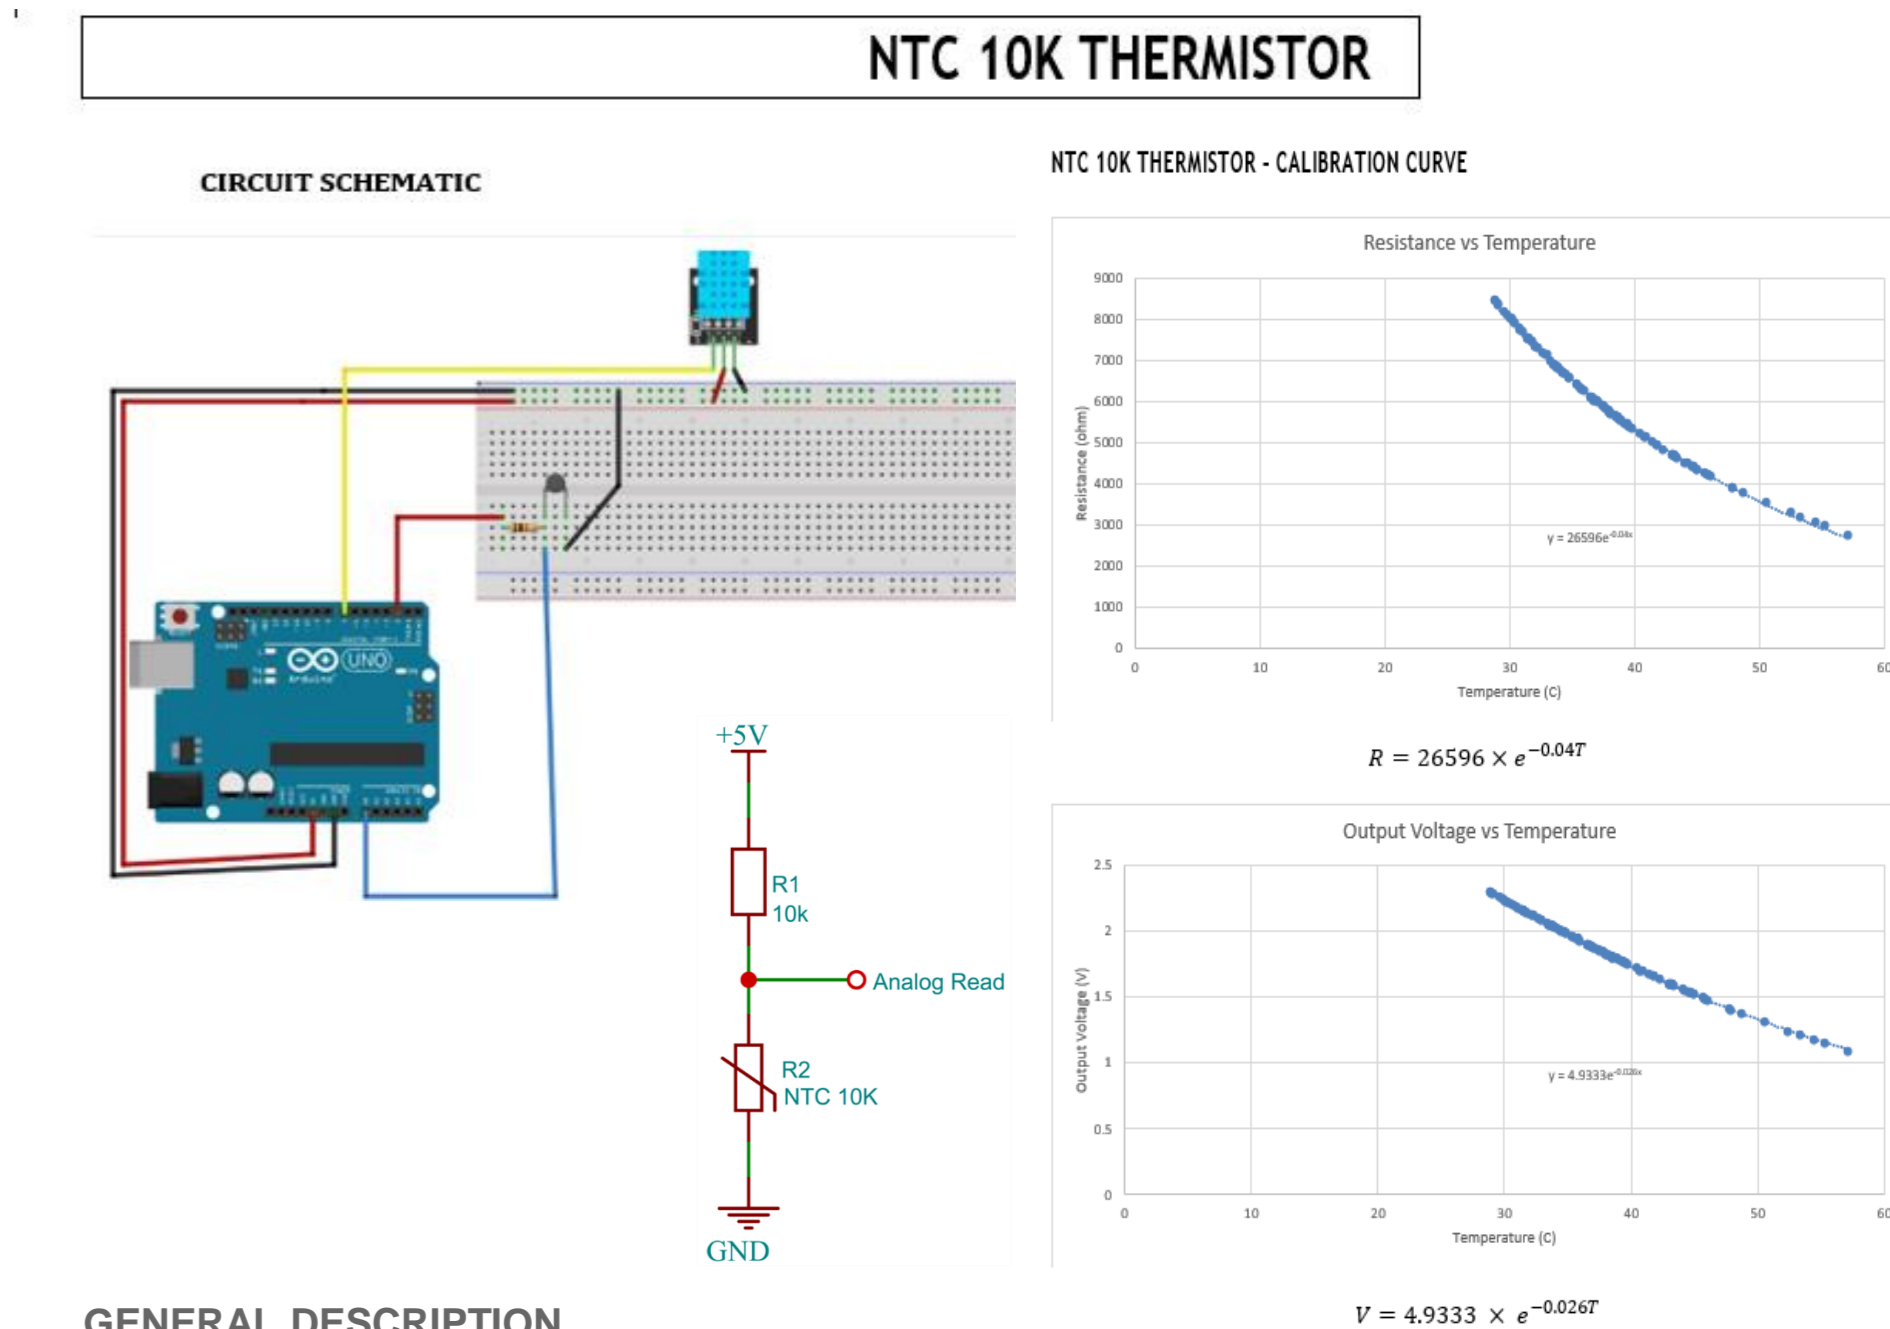 NTC 10K THERMISTOR
CIRCUIT SCHEMATIC
UNO
+5V
R1
10k
Analog Read
R2
NTC 10K
GND
GENERAL DESCRIPTION
NTC 10K THERMISTOR - CALIBRATION CURVE
Resistance vs Temperature
9000
8000
7000
6000
5000
4000
3000
2000
1000
0
Resistance (ohm)
y = 26596e^-0.04x
0 10 20 30 40 50 60
Temperature (C)
R = 26596 × e^−0.04T
Output Voltage vs Temperature
2.5
2
1.5
1
0.5
0
Output Voltage (V)
y = 4.9333e^-0.026x
0 10 20 30 40 50 60
Temperature (C)
V = 4.9333 × e^−0.026T